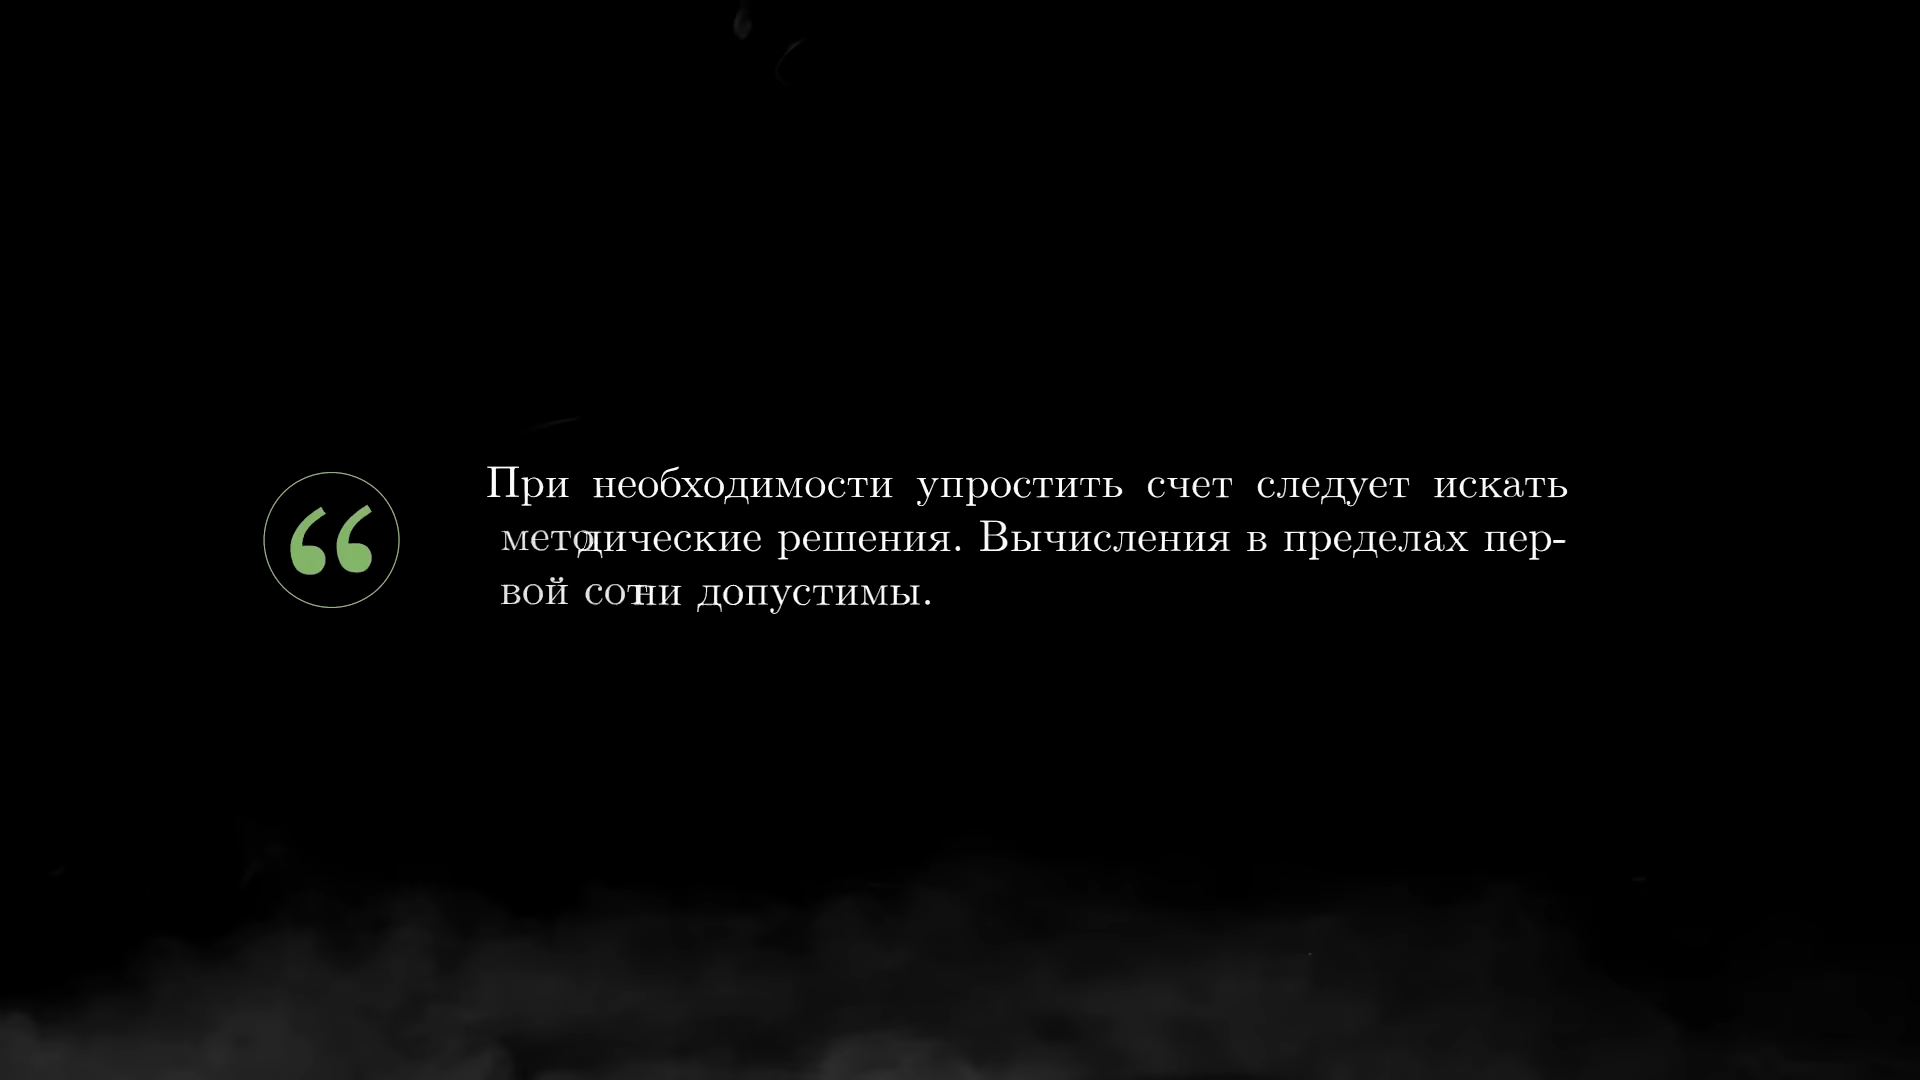 При необходимости упростить счет следует искать
методические решения. Вычисления в пределах пер-
вой сотни допустимы.